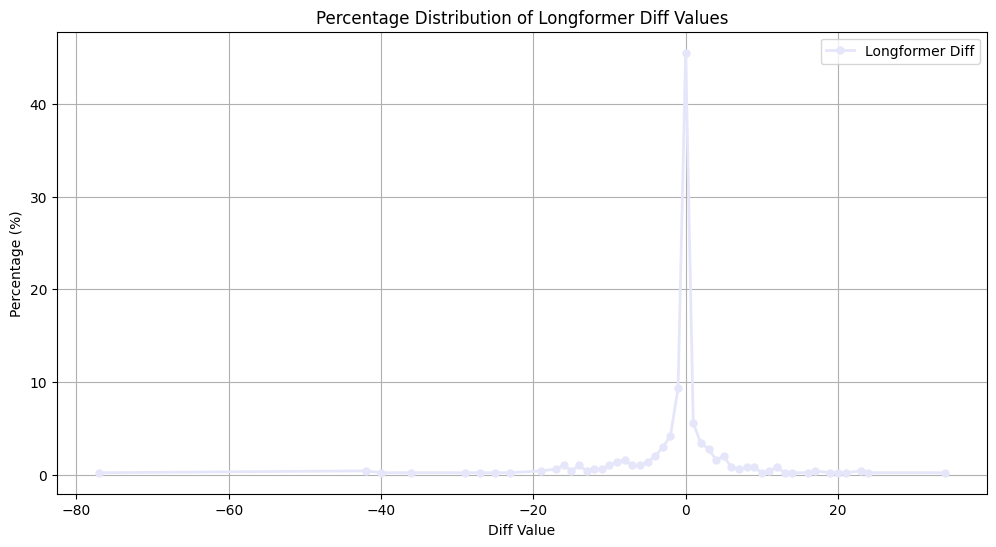 Percentage Distribution of Longformer Diff Values
Longformer Diff
Percentage (%)
40
30
20
10
0
−80
−60
−40
−20
0
20
Diff Value